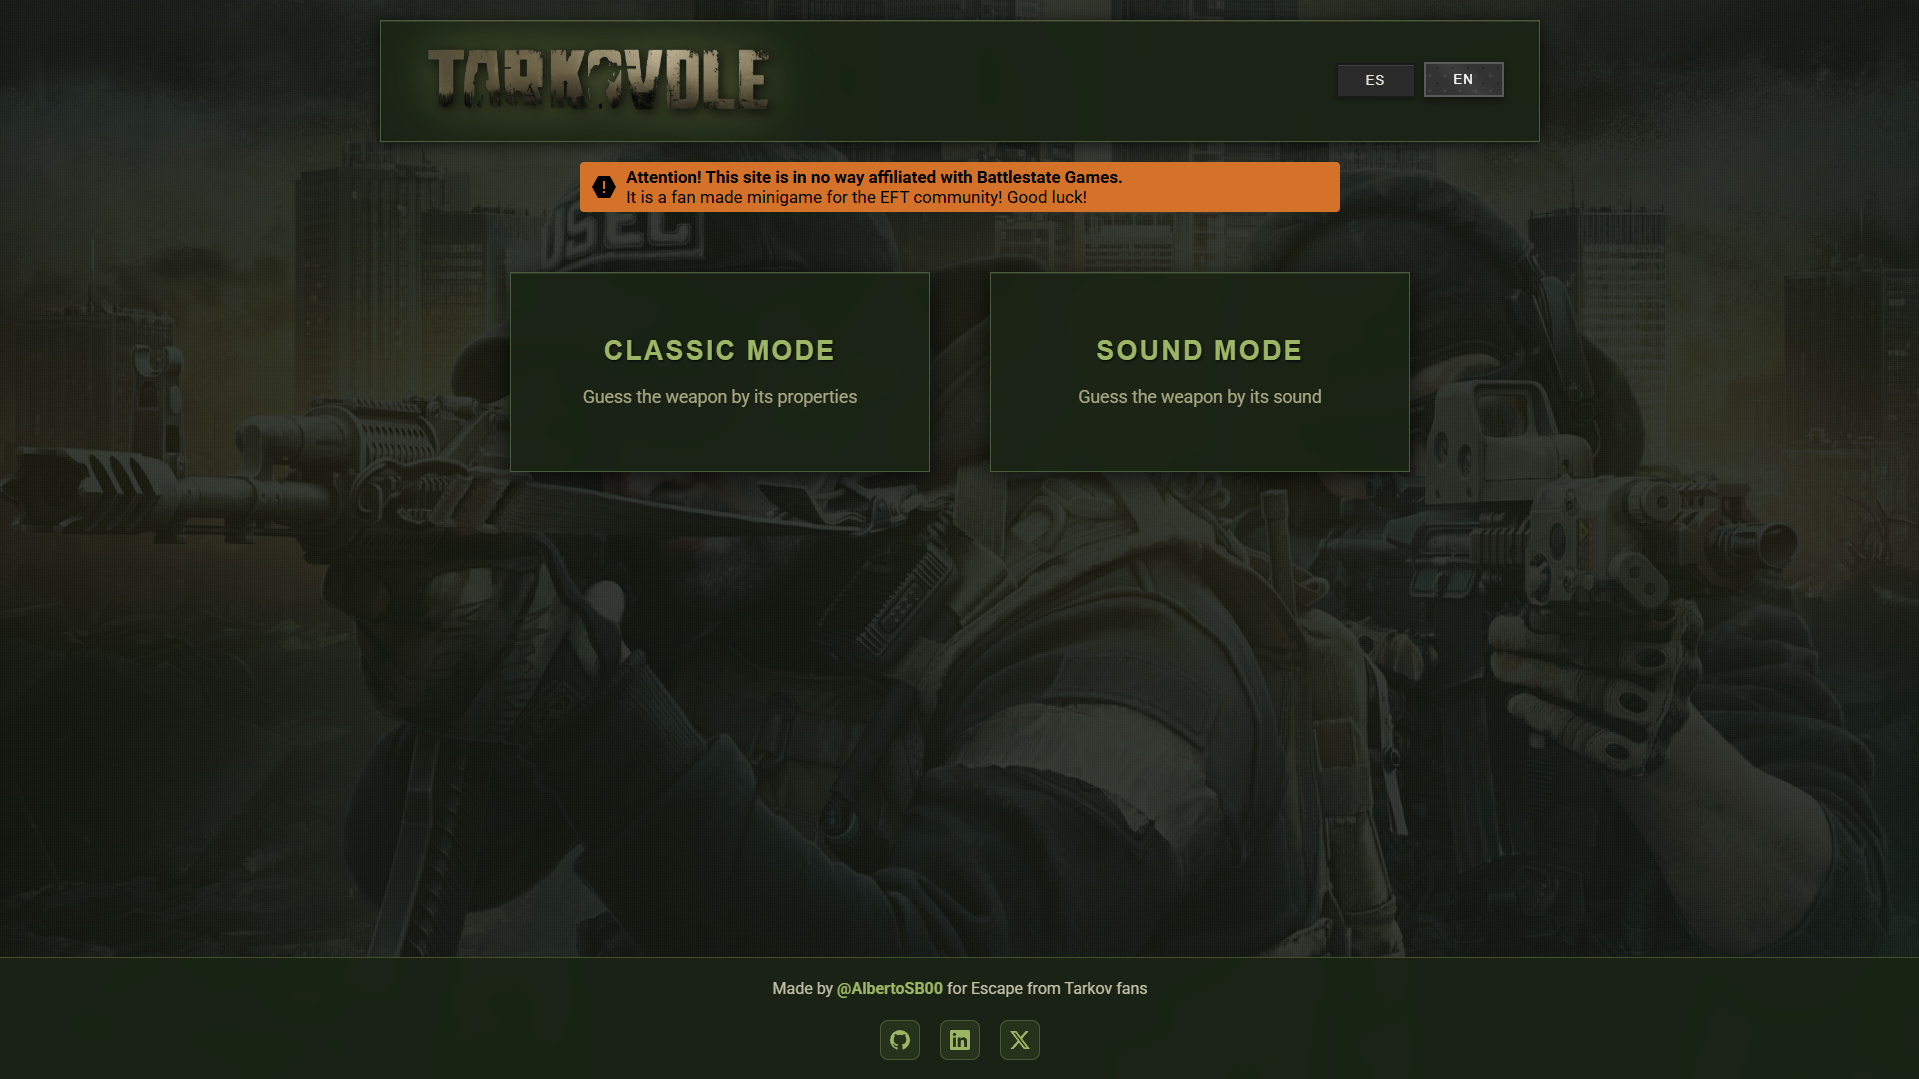 TARKOVDLE
ES
EN
Attention! This site is in no way affiliated with Battlestate Games.
It is a fan made minigame for the EFT community! Good luck!
USEC
CLASSIC MODE
Guess the weapon by its properties
SOUND MODE
Guess the weapon by its sound
Made by @AlbertoSB00 for Escape from Tarkov fans